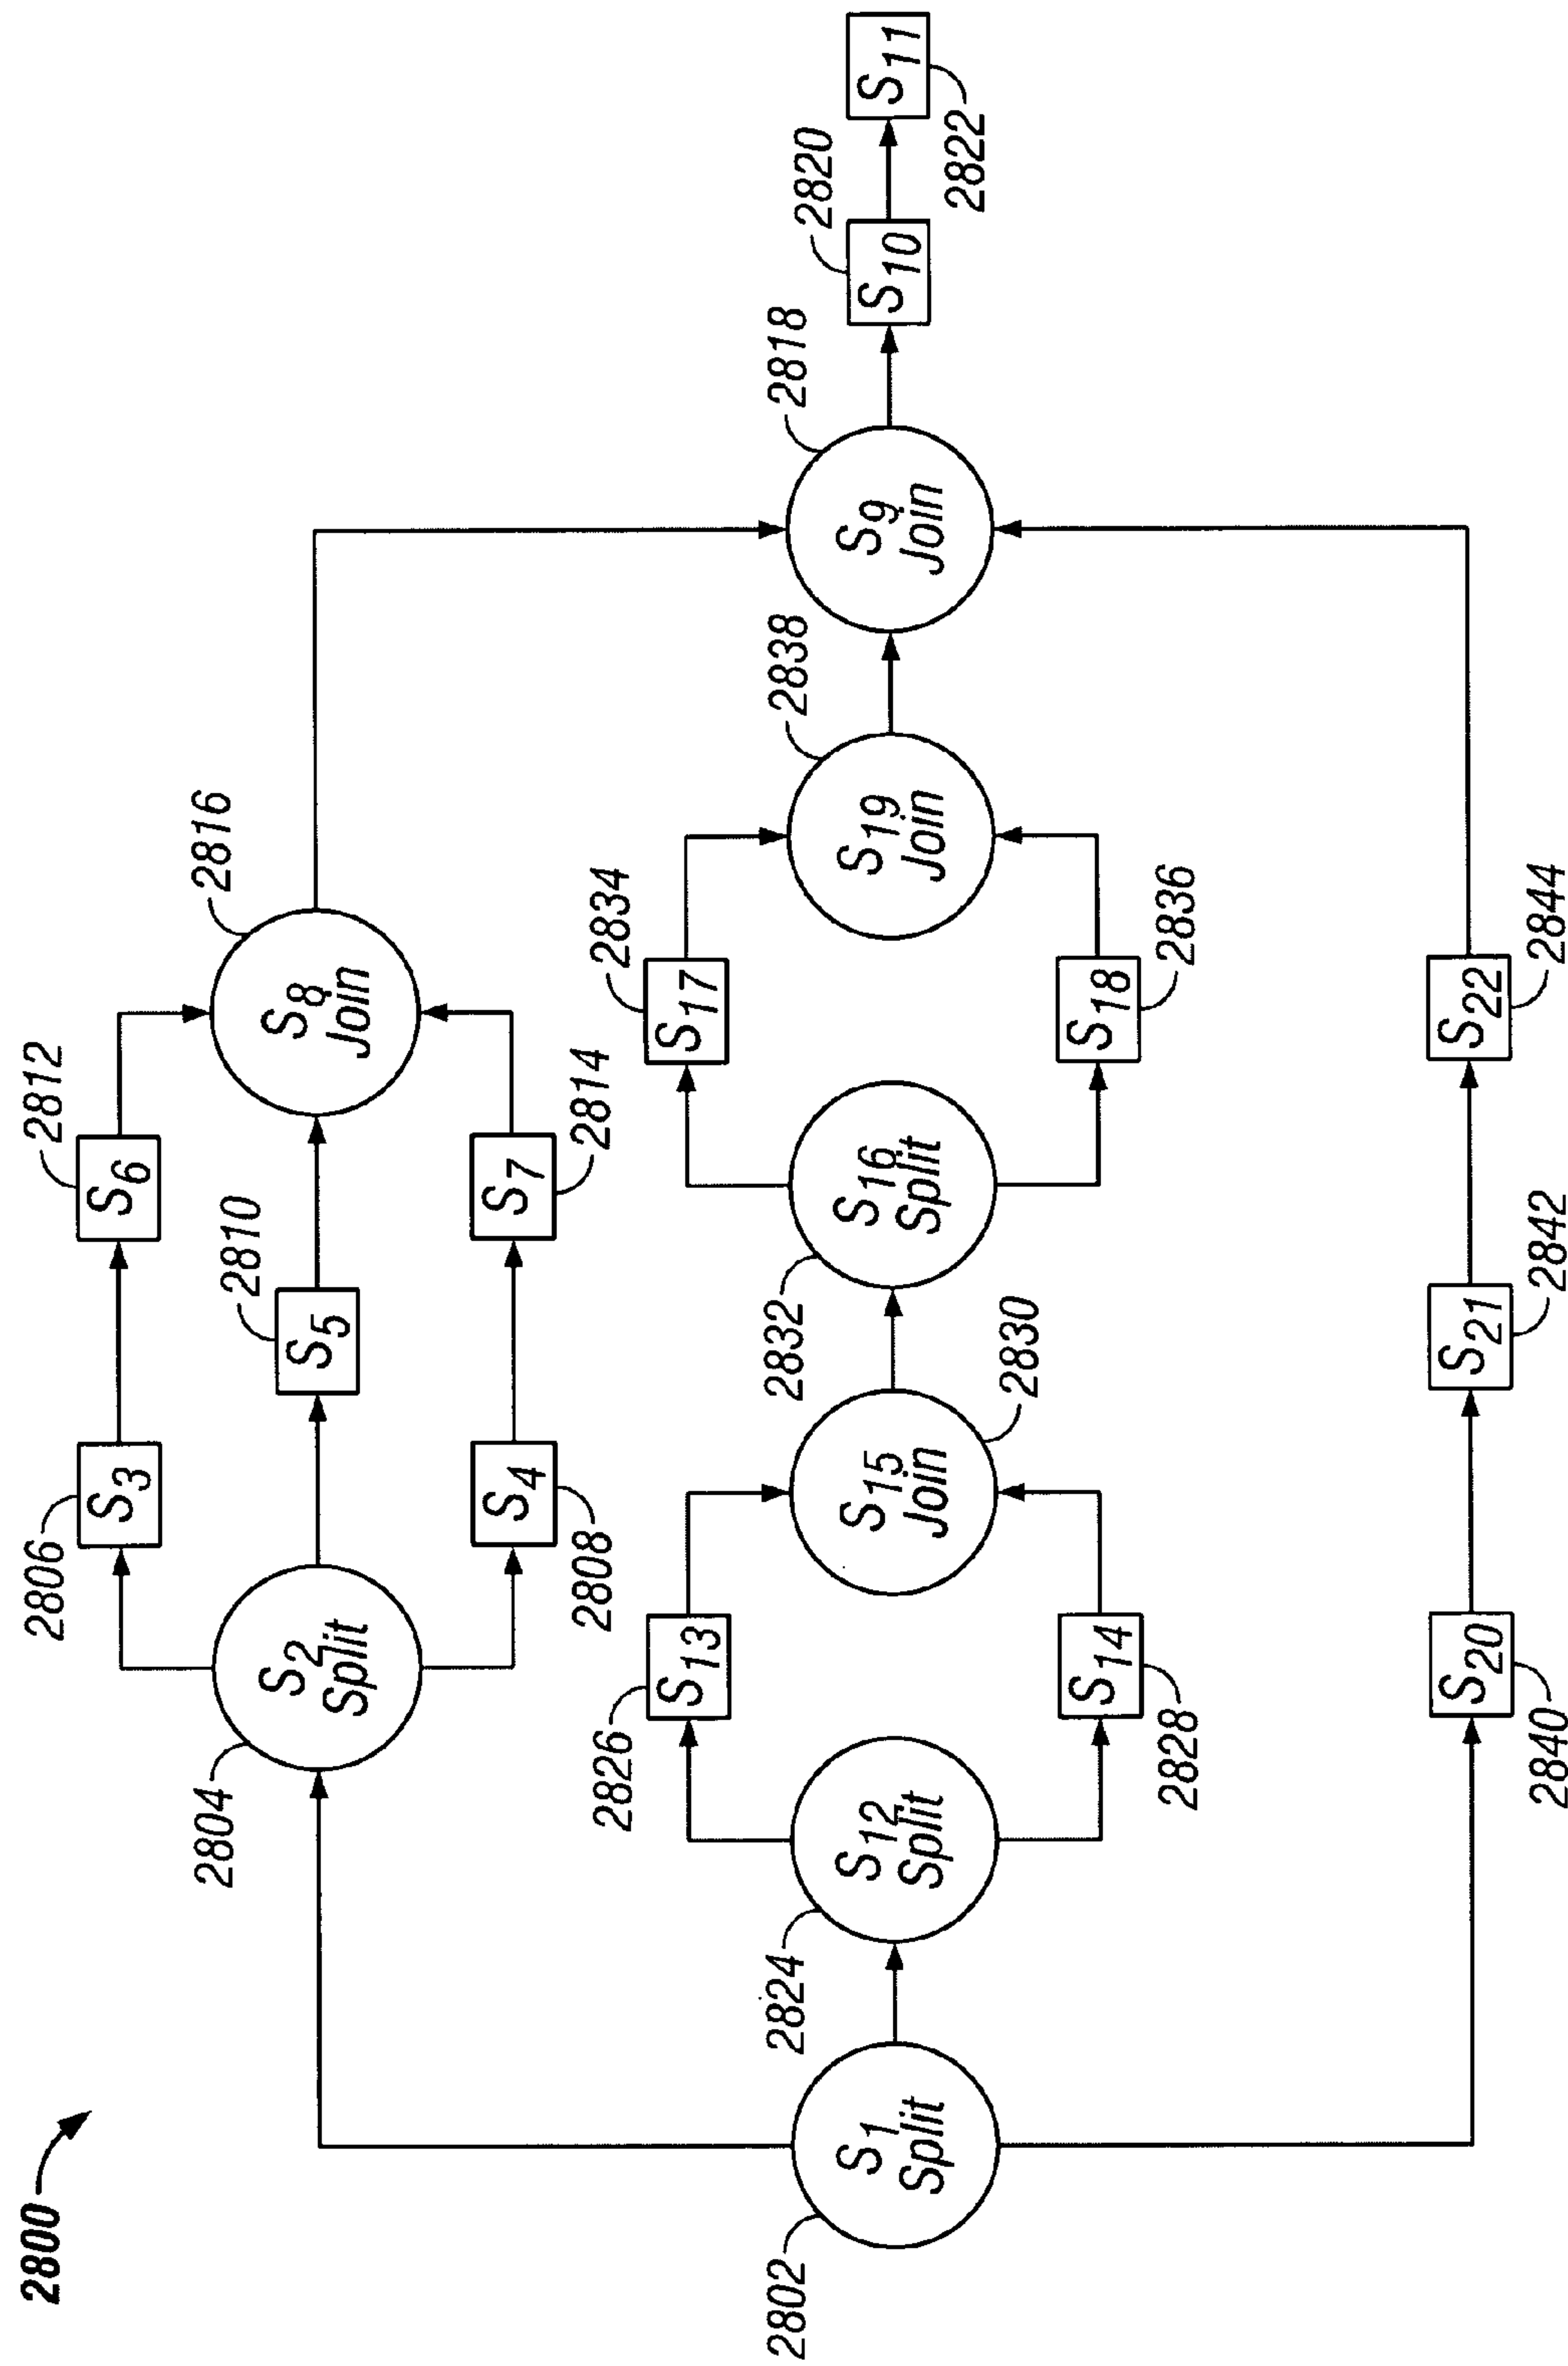 2800
2802
S1
Split
2804
S2
Split
2806
S3
2812
S6
2810
S5
2808
S4
2814
S7
2816
S8
Join
2824
S12
Split
2826
S13
2828
S14
2830
S15
Join
2832
S16
Split
2834
S17
2836
S18
2838
S19
Join
2818
S9
Join
2820
S10
2822
S11
2840
S20
2842
S21
2844
S22